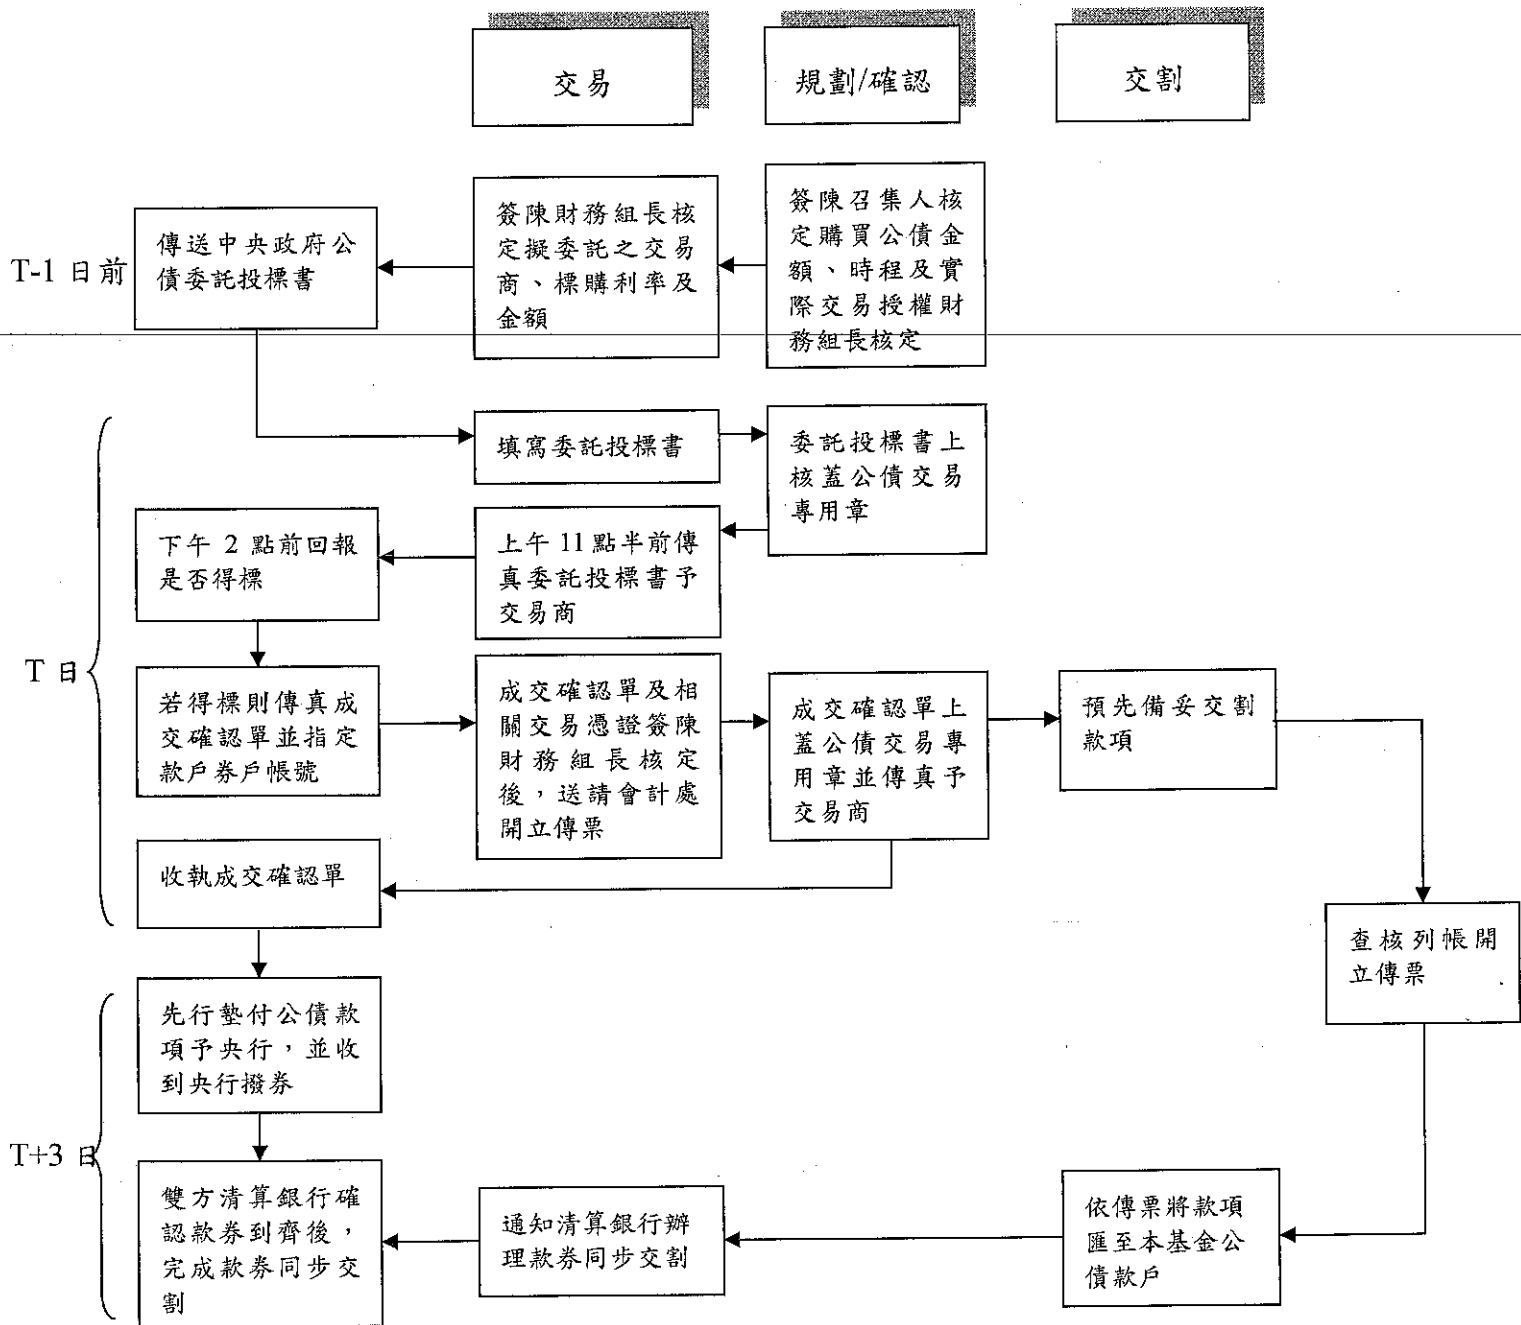 交易
規劃/確認
交割
T-1 日前
傳送中央政府公
債委託投標書
簽陳財務組長核
定擬委託之交易
商、標購利率及
金額
簽陳召集人核
定購買公債金
額、時程及實
際交易授權財
務組長核定
T 日
填寫委託投標書
委託投標書上
核蓋公債交易
專用章
下午 2 點前回報
是否得標
上午 11 點半前傳
真委託投標書予
交易商
若得標則傳真成
交確認單並指定
款戶券戶帳號
成交確認單及相
關交易憑證簽陳
財務組長核定
後，送請會計處
開立傳票
成交確認單上
蓋公債交易專
用章並傳真予
交易商
預先備妥交割
款項
收執成交確認單
查核列帳開
立傳票
T+3 日
先行墊付公債款
項予央行，並收
到央行撥券
雙方清算銀行確
認款券到齊後，
完成款券同步交
割
通知清算銀行辦
理款券同步交割
依傳票將款項
匯至本基金公
債款戶